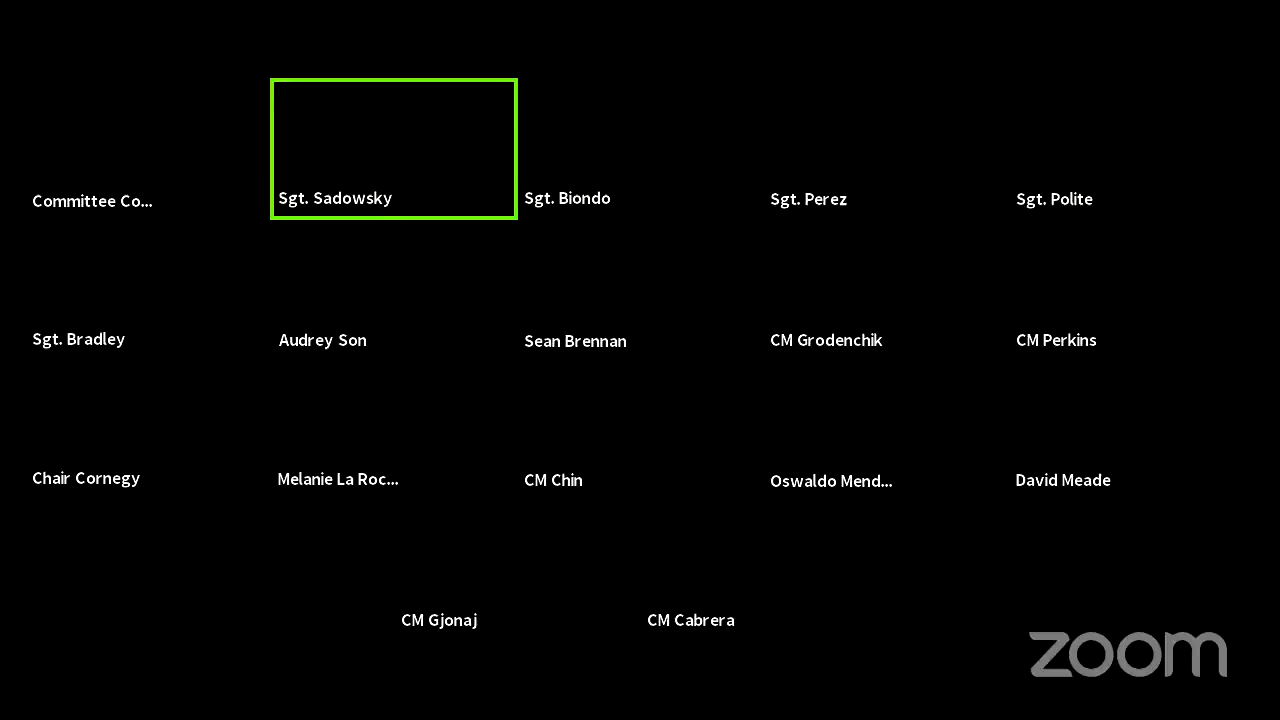 Committee Co...
Sgt. Sadowsky
Sgt. Biondo
Sgt. Perez
Sgt. Polite
Sgt. Bradley
Audrey Son
Sean Brennan
CM Grodenchik
CM Perkins
Chair Cornegy
Melanie La Roc...
CM Chin
Oswaldo Mend...
David Meade
CM Gjonaj
CM Cabrera
zoom